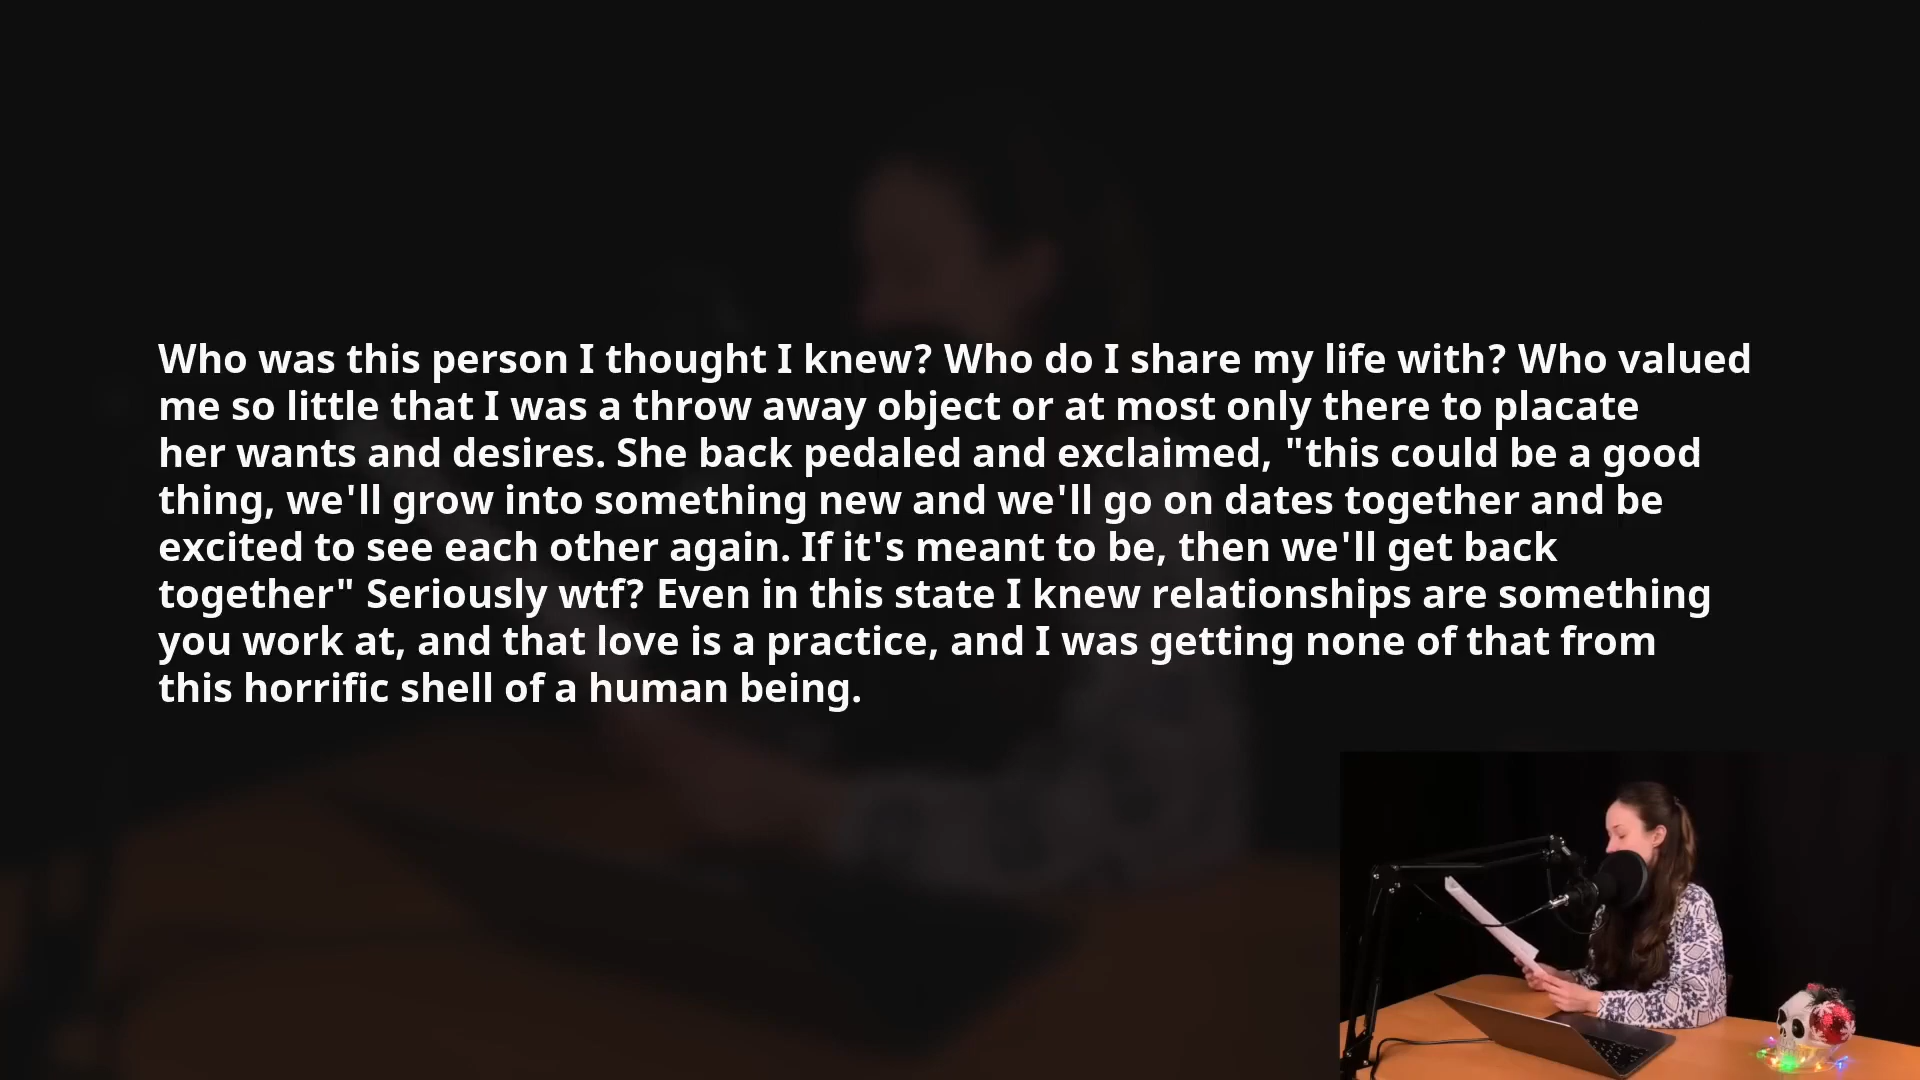 Who was this person I thought I knew? Who do I share my life with? Who valued
me so little that I was a throw away object or at most only there to placate
her wants and desires. She back pedaled and exclaimed, "this could be a good
thing, we'll grow into something new and we'll go on dates together and be
excited to see each other again. If it's meant to be, then we'll get back
together" Seriously wtf? Even in this state I knew relationships are something
you work at, and that love is a practice, and I was getting none of that from
this horrific shell of a human being.